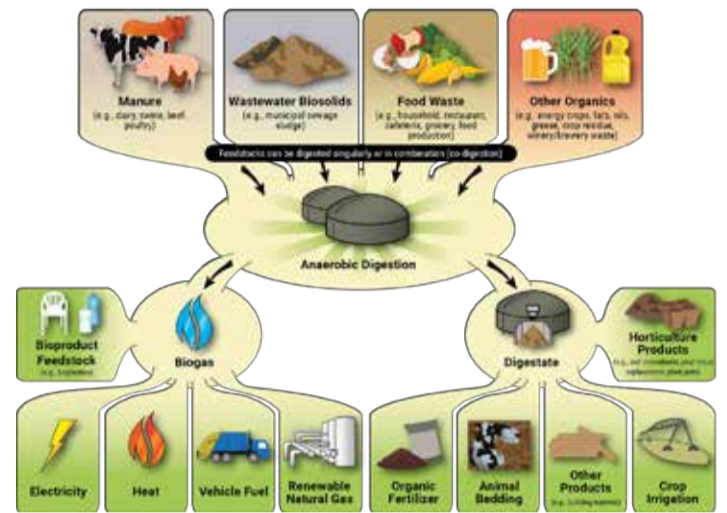 Manure
(e.g., dairy, swine, beef,
poultry)
Wastewater Biosolids
(e.g., municipal sewage
sludge)
Food Waste
(e.g., household, restaurant,
cafeteria, grocery, food
production)
Other Organics
(e.g., energy crops, fats, oils,
grease, crop residue,
winery/brewery waste)
Feedstocks can be digested singularly or in combination (co-digestion)
Anaerobic Digestion
Bioproduct
Feedstock
(e.g., bioplastics)
Biogas
Digestate
Horticulture
Products
Electricity
Heat
Vehicle Fuel
Renewable
Natural Gas
Organic
Fertilizer
Animal
Bedding
Other
Products
(e.g., building materials)
Crop
Irrigation